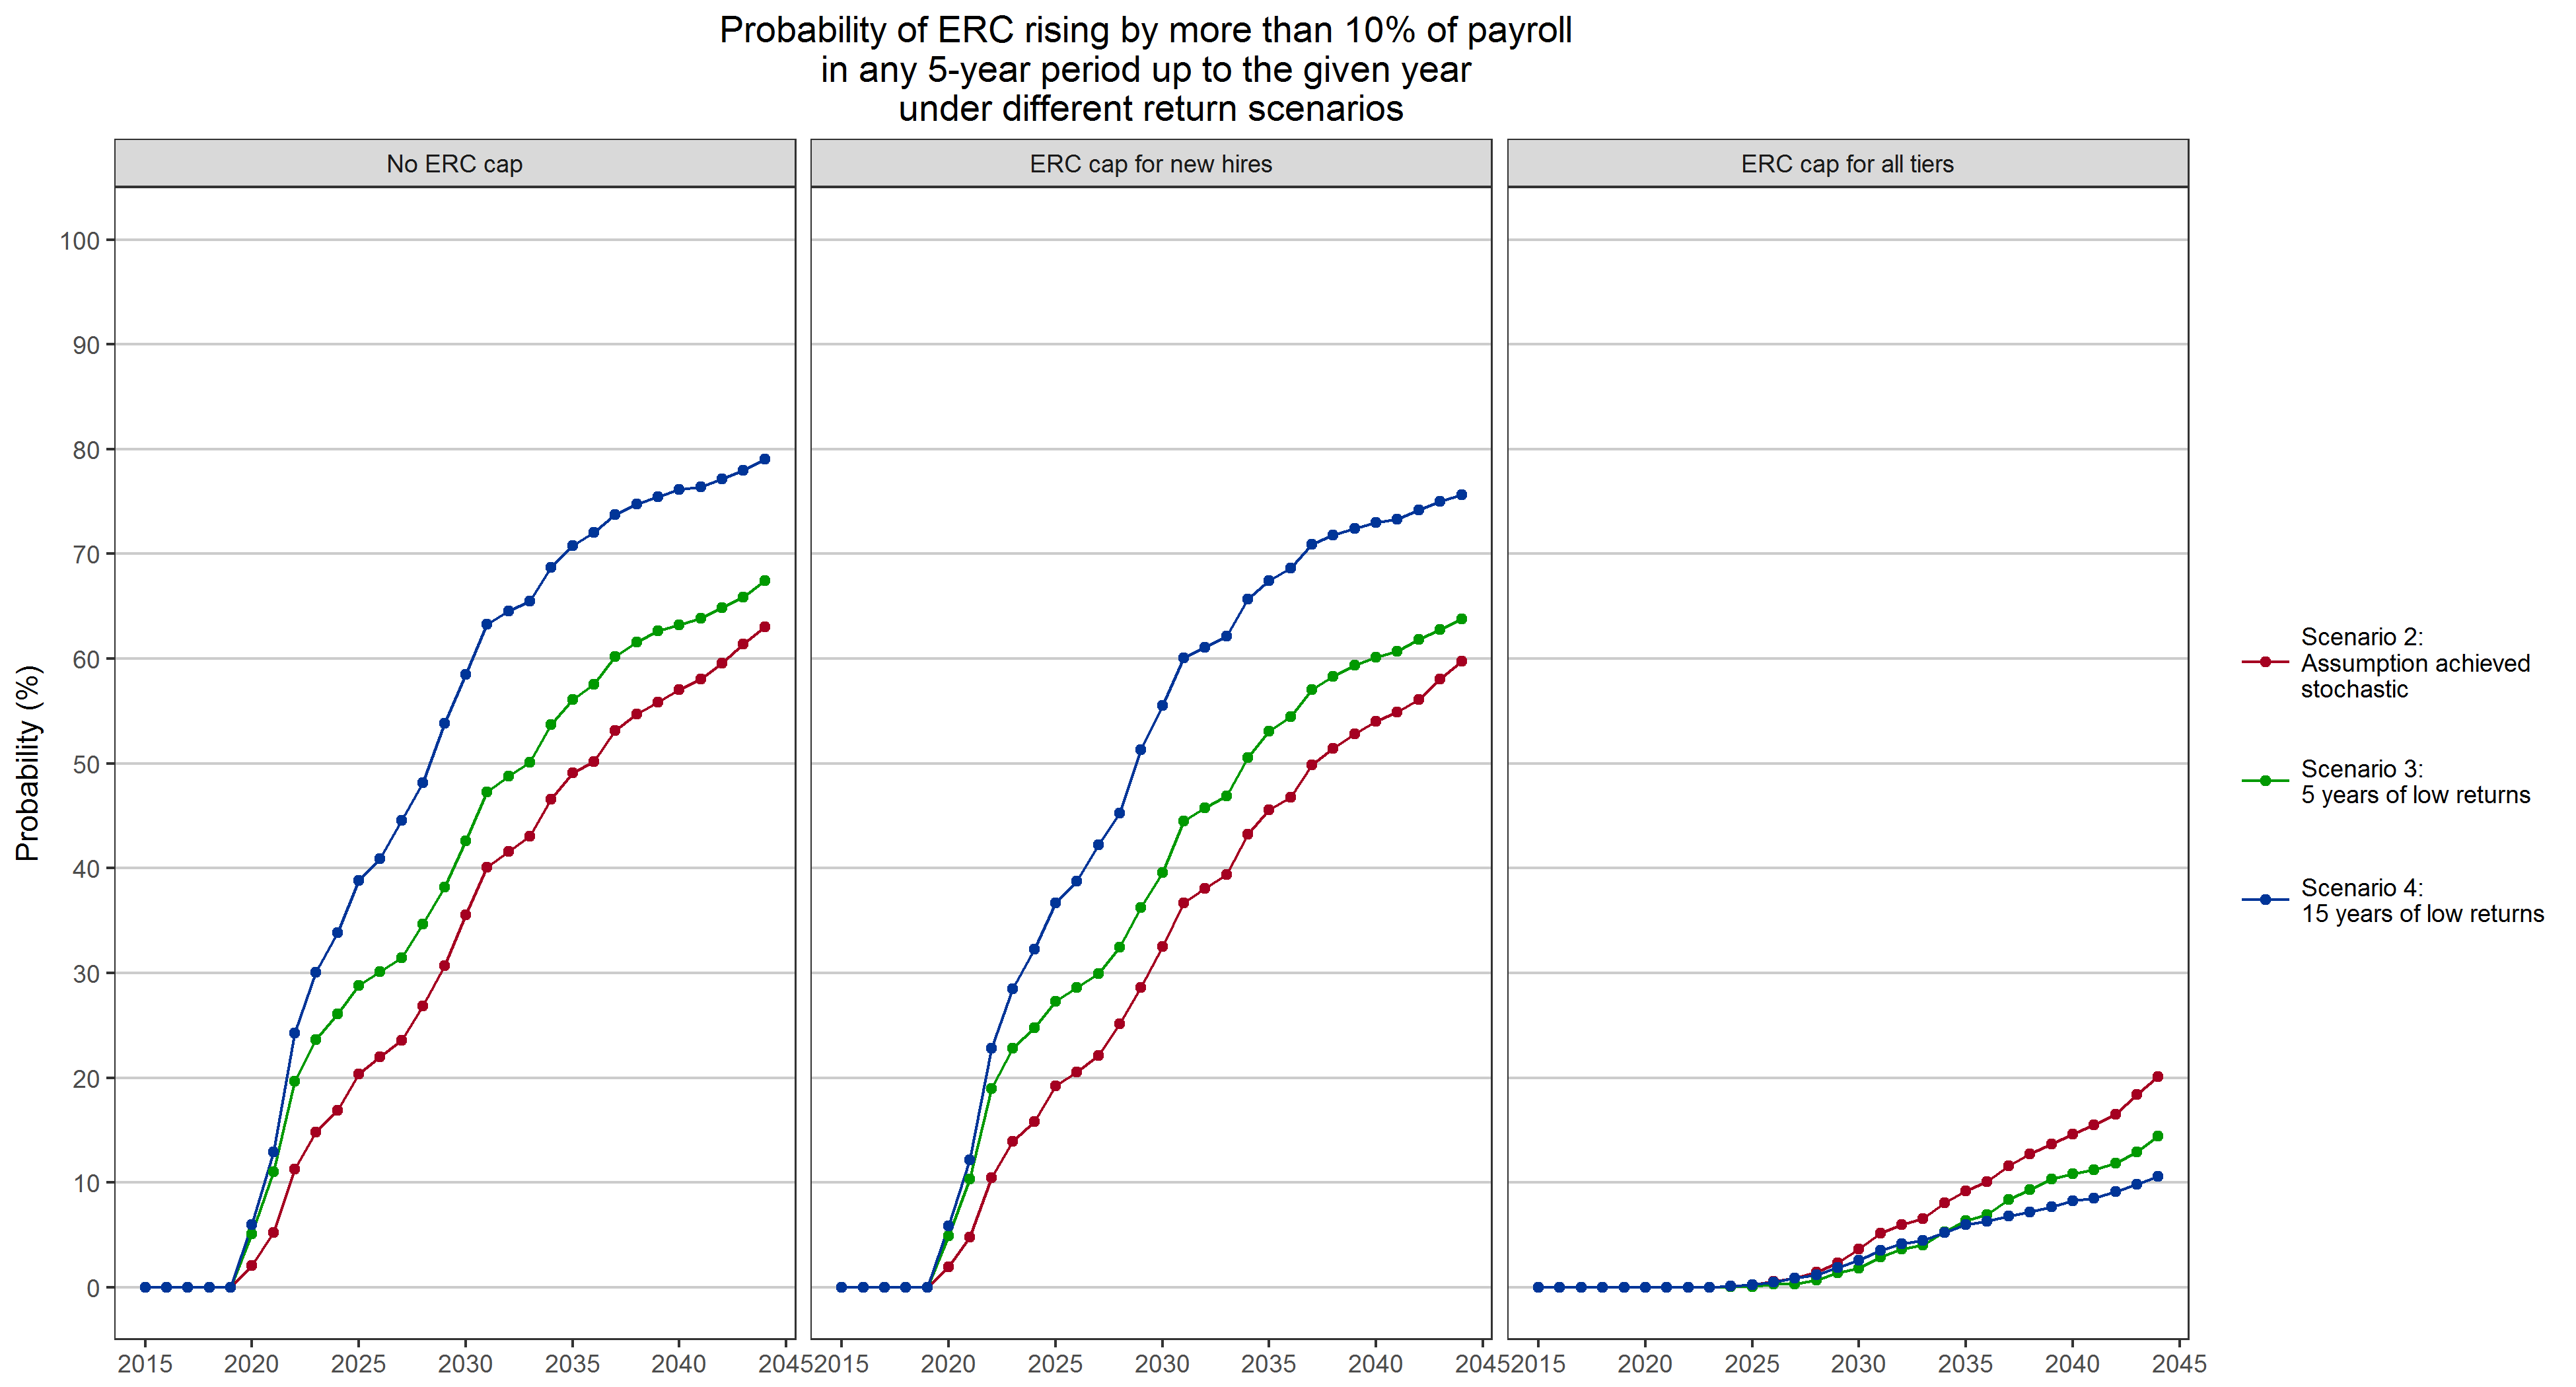 Probability of ERC rising by more than 10% of payroll
in any 5-year period up to the given year
under different return scenarios
No ERC cap
ERC cap for new hires
ERC cap for all tiers
Probability (%)
100
90
80
70
60
50
40
30
20
10
0
2015 2020 2025 2030 2035 2040 2045
2015 2020 2025 2030 2035 2040 2045
2015 2020 2025 2030 2035 2040 2045
Scenario 2:
Assumption achieved
stochastic
Scenario 3:
5 years of low returns
Scenario 4:
15 years of low returns